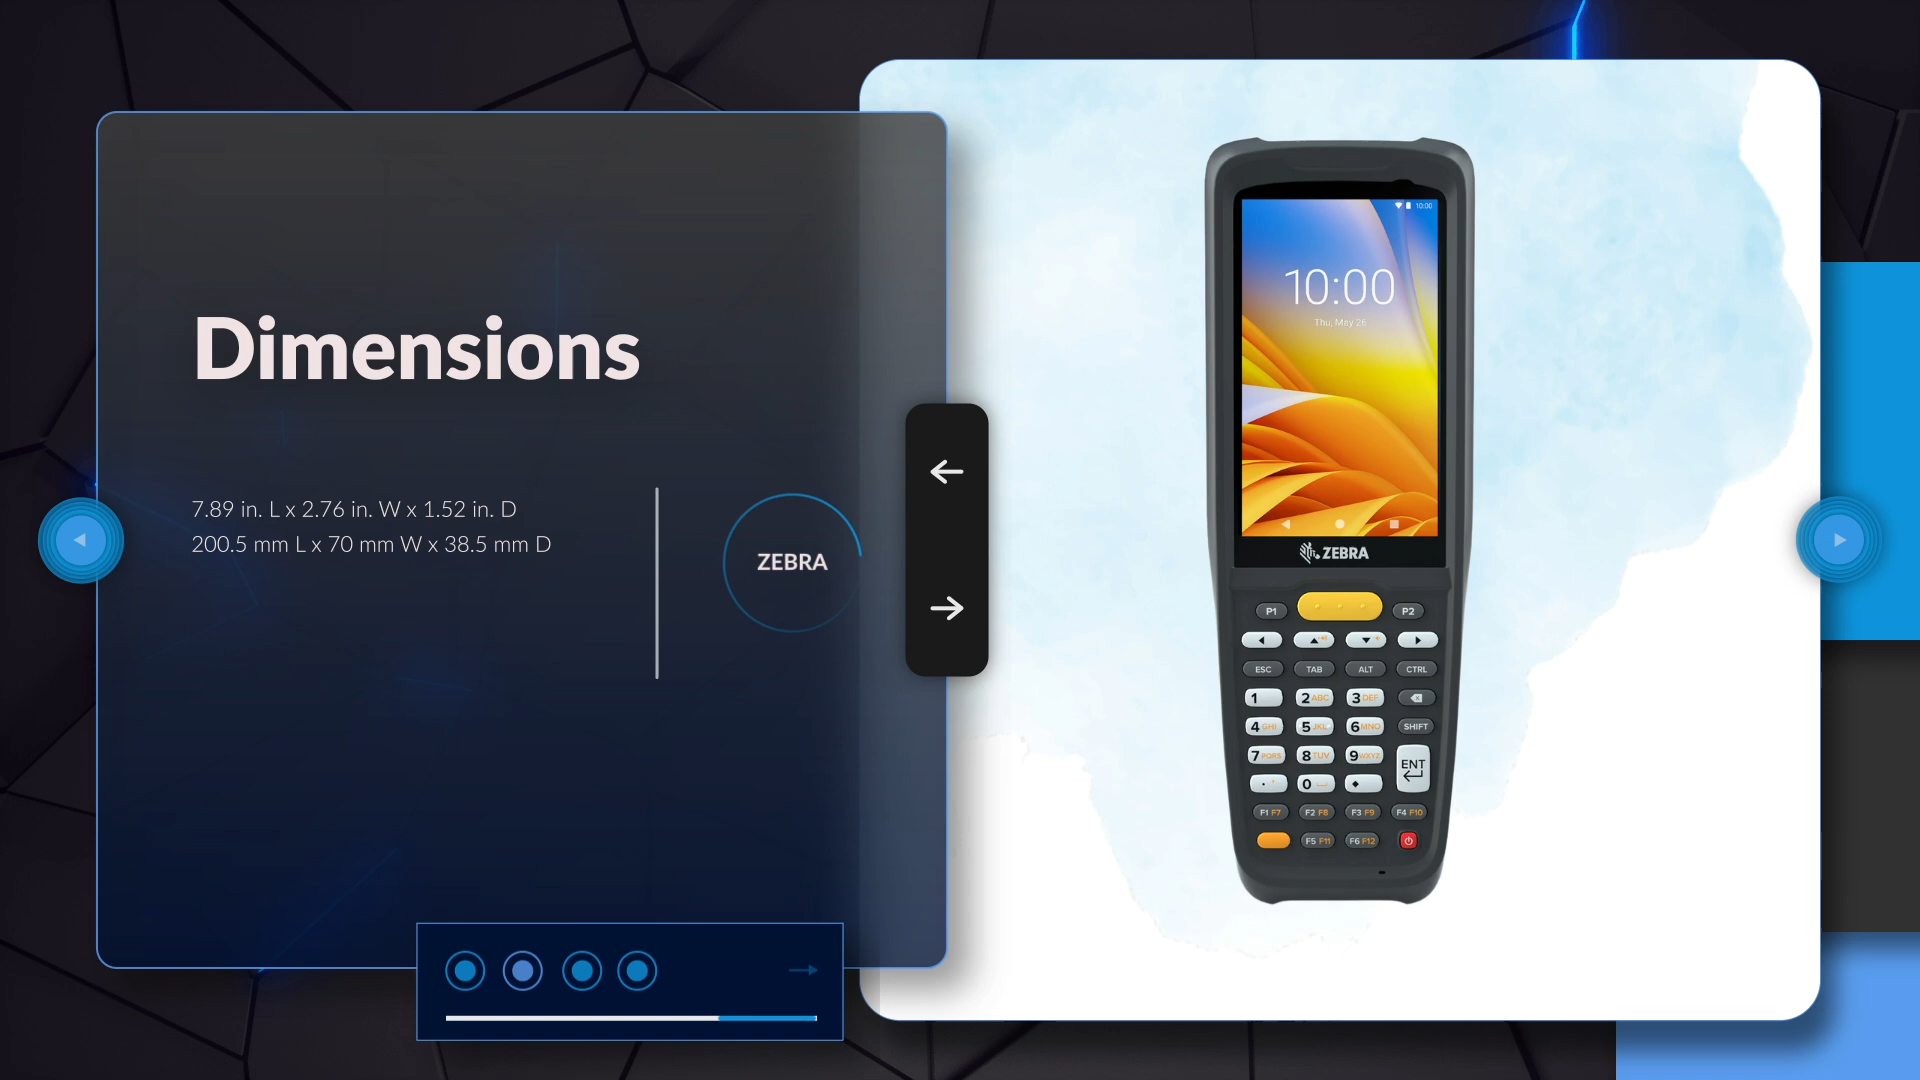 Dimensions
7.89 in. L x 2.76 in. W x 1.52 in. D
200.5 mm L x 70 mm W x 38.5 mm D
ZEBRA
10:00
10:00
Thu, May 26
ZEBRA
P1 P2
ESC TAB ALT CTRL
1 2 ABC 3 DEF
4 GHI 5 JKL 6 MNO SHIFT
7 PQRS 8 TUV 9 WXYZ ENT
. 0
F1 F7 F2 F8 F3 F9 F4 F10
F5 F11 F6 F12